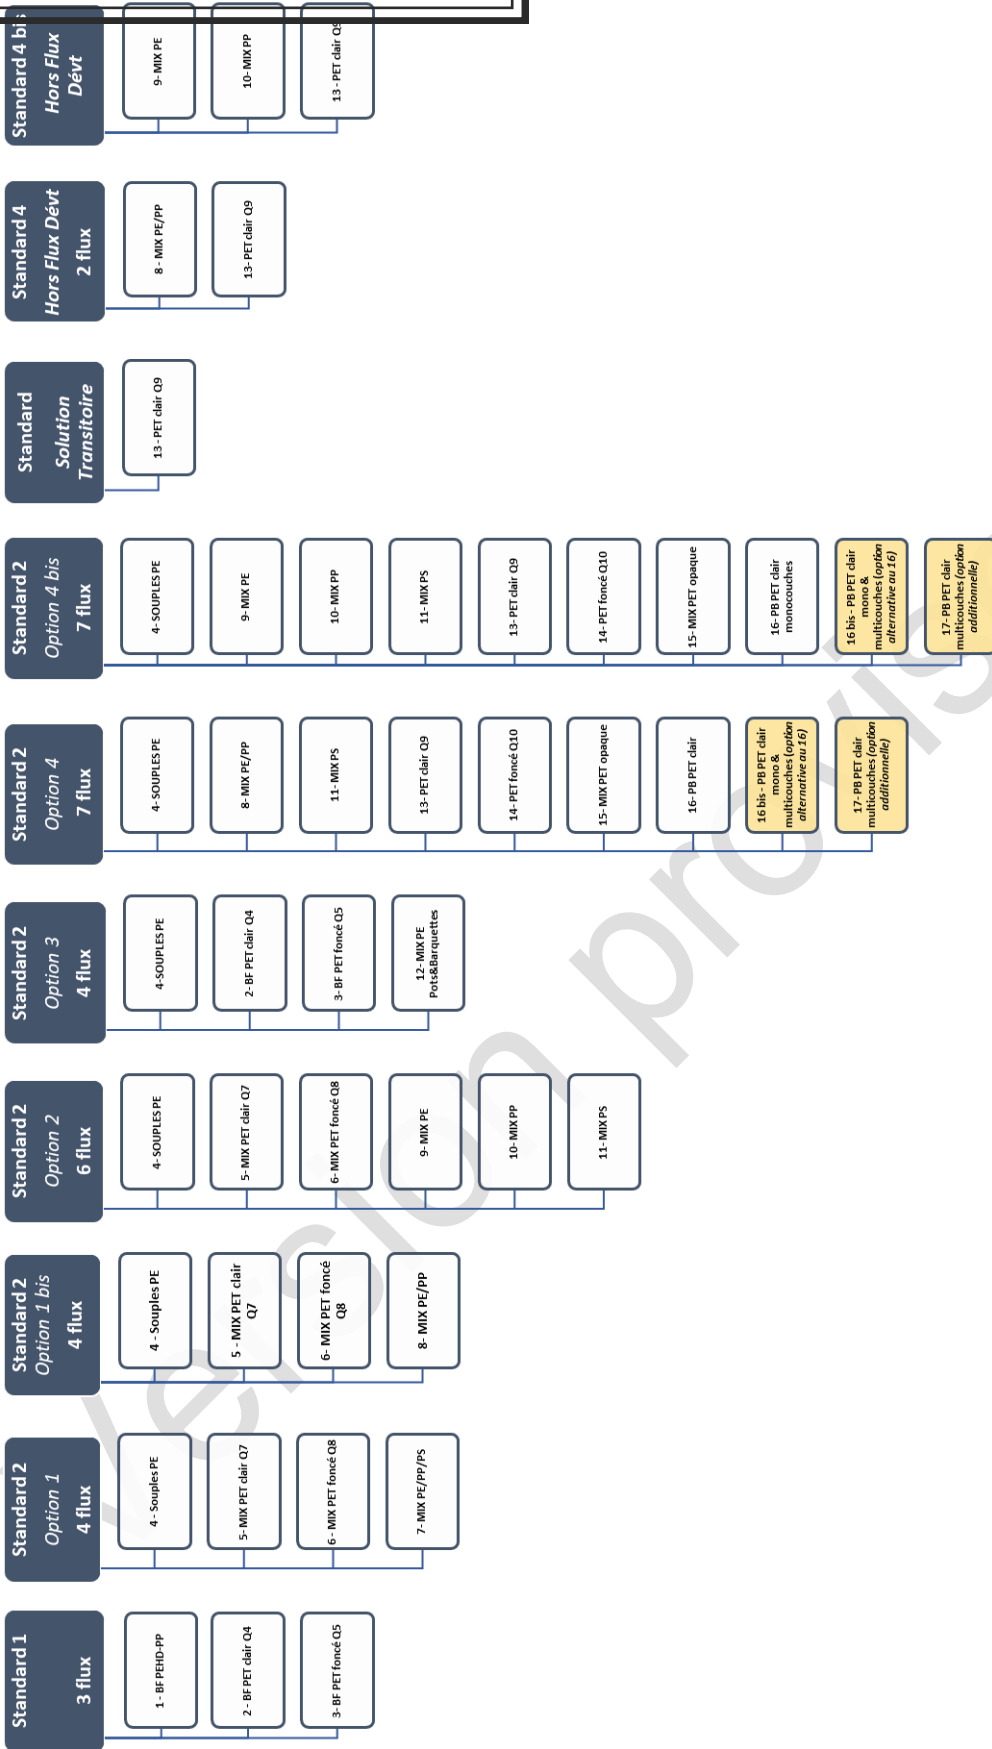 Standard 1
3 flux
1 - BF PEHD-PP
2 - BF PET clair Q4
3- BF PET foncé Q5
Standard 2
Option 1
4 flux
4 - Souples PE
5- MIX PET clair Q7
6 - MIX PET foncé Q8
7- MIX PE/PP/PS
Standard 2
Option 1 bis
4 flux
4 - Souples PE
5 - MIX PET clair
Q7
6- MIX PET foncé
Q8
8- MIX PE/PP
Standard 2
Option 2
6 flux
4- SOUPLES PE
5- MIX PET clair Q7
6- MIX PET foncé Q8
9- MIX PE
10- MIX PP
11- MIX PS
Standard 2
Option 3
4 flux
4-SOUPLES PE
2- BF PET clair Q4
3- BF PET foncé Q5
12- MIX PE
Pots&Barquettes
Standard 2
Option 4
7 flux
4- SOUPLES PE
8- MIX PE/PP
11- MIX PS
13- PET clair Q9
14- PET foncé Q10
15- MIX PET opaque
16- PB PET clair
16 bis - PB PET clair
mono &
multicouches (option
alternative au 16)
17- PB PET clair
multicouches (option
additionnelle)
Standard 2
Option 4 bis
7 flux
4- SOUPLES PE
9- MIX PE
10- MIX PP
11- MIX PS
13- PET clair Q9
14- PET foncé Q10
15- MIX PET opaque
16- PB PET clair
monocouches
16 bis - PB PET clair
mono &
multicouches (option
alternative au 16)
17- PB PET clair
multicouches (option
additionnelle)
Standard
Solution
Transitoire
13 - PET clair Q9
Standard 4
Hors Flux Dévt
2 flux
8 - MIX PE/PP
13- PET clair Q9
Standard 4 bis
Hors Flux
Dévt
9- MIX PE
10- MIX PP
13 - PET clair Q9
Version provis